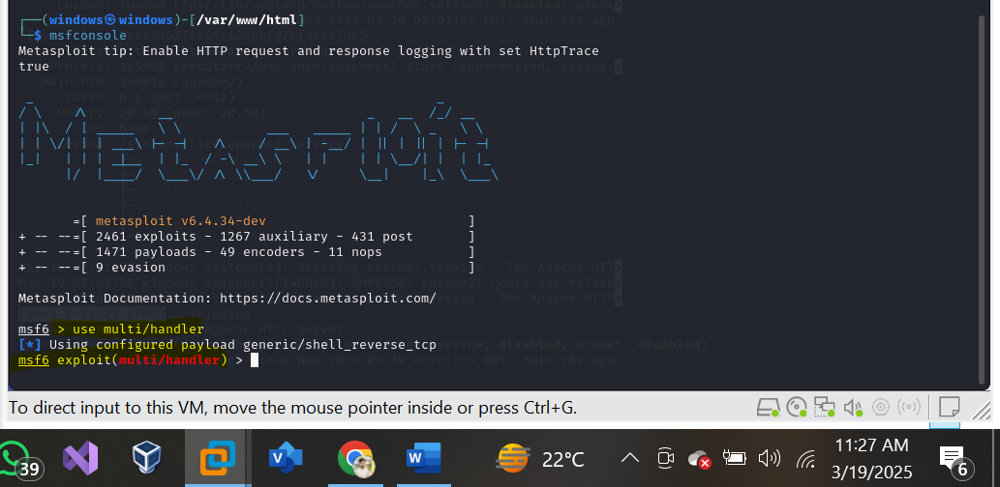 ┌──(windows㉿windows)-[/var/www/html]
└─$ msfconsole
Metasploit tip: Enable HTTP request and response logging with set HttpTrace
true
=[ metasploit v6.4.34-dev ]
+ -- --=[ 2461 exploits - 1267 auxiliary - 431 post ]
+ -- --=[ 1471 payloads - 49 encoders - 11 nops ]
+ -- --=[ 9 evasion ]
Metasploit Documentation: https://docs.metasploit.com/
msf6 > use multi/handler
[*] Using configured payload generic/shell_reverse_tcp
msf6 exploit(multi/handler) >
To direct input to this VM, move the mouse pointer inside or press Ctrl+G.
39
W
22°C
11:27 AM
3/19/2025
6